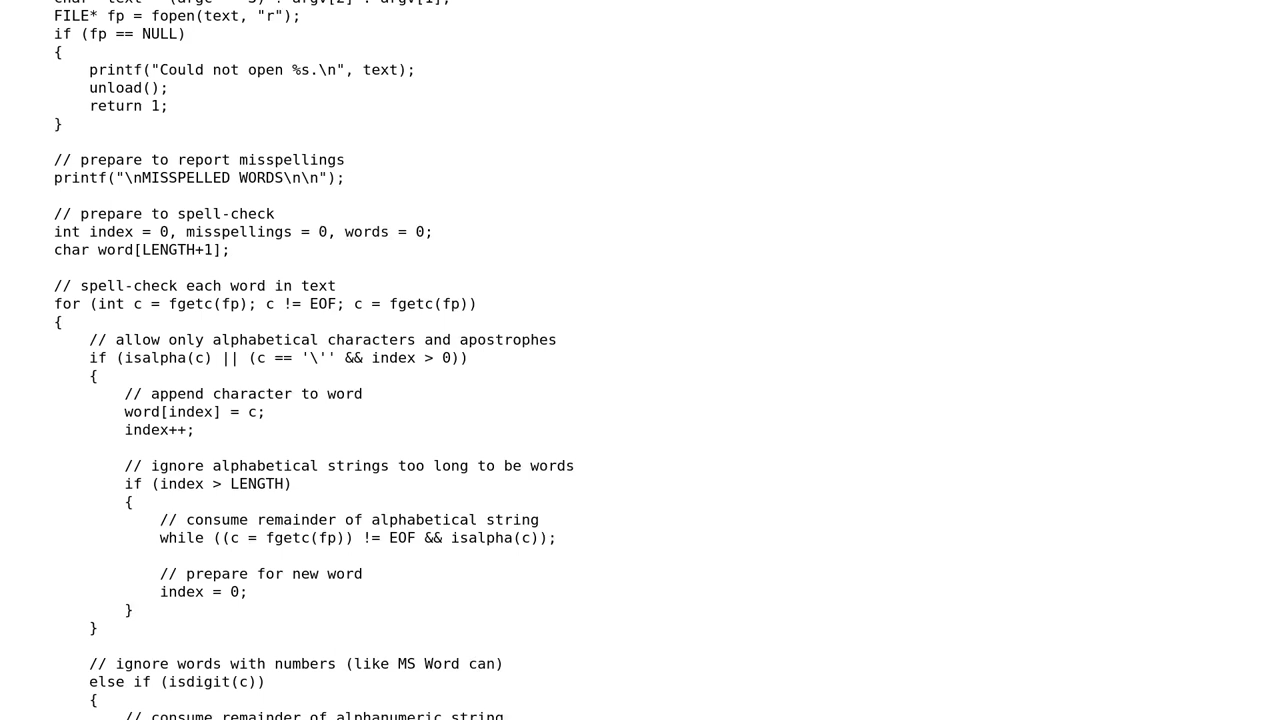 FILE* fp = fopen(text, "r");
if (fp == NULL)
{
    printf("Could not open %s.\n", text);
    unload();
    return 1;
}

// prepare to report misspellings
printf("\nMISSPELLED WORDS\n\n");

// prepare to spell-check
int index = 0, misspellings = 0, words = 0;
char word[LENGTH+1];

// spell-check each word in text
for (int c = fgetc(fp); c != EOF; c = fgetc(fp))
{
    // allow only alphabetical characters and apostrophes
    if (isalpha(c) || (c == '\'' && index > 0))
    {
        // append character to word
        word[index] = c;
        index++;

        // ignore alphabetical strings too long to be words
        if (index > LENGTH)
        {
            // consume remainder of alphabetical string
            while ((c = fgetc(fp)) != EOF && isalpha(c));

            // prepare for new word
            index = 0;
        }
    }

    // ignore words with numbers (like MS Word can)
    else if (isdigit(c))
    {
        // consume remainder of alphanumeric string